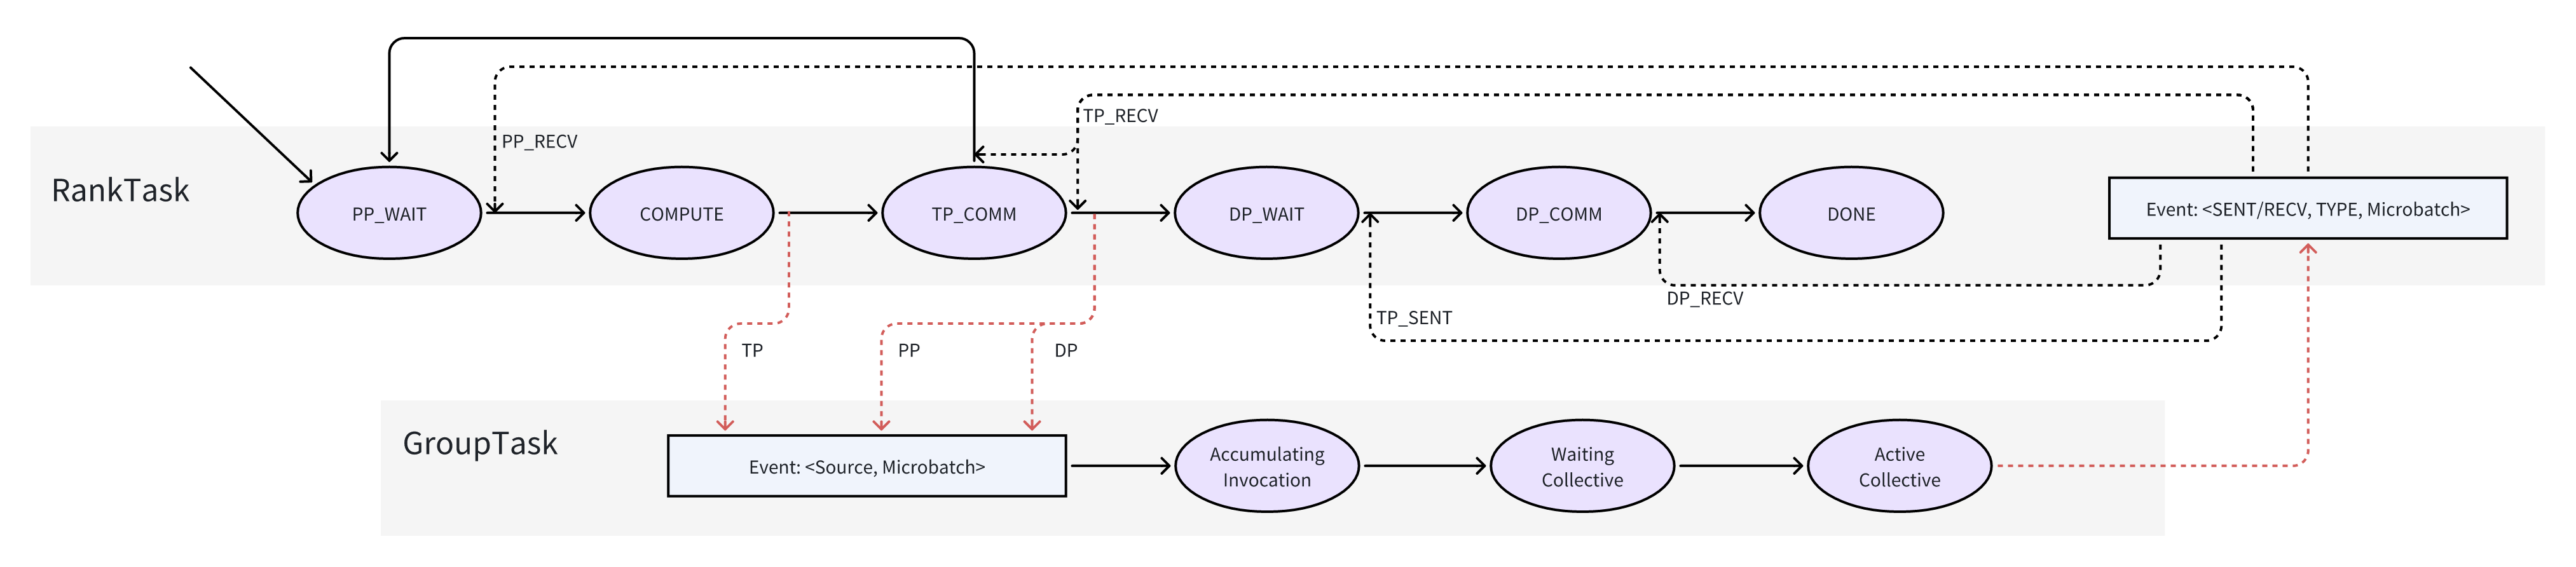 TP_RECV
PP_RECV
RankTask
PP_WAIT
COMPUTE
TP_COMM
DP_WAIT
DP_COMM
DONE
Event: <SENT/RECV, TYPE, Microbatch>
DP_RECV
TP_SENT
TP
PP
DP
GroupTask
Event: <Source, Microbatch>
Accumulating
Invocation
Waiting
Collective
Active
Collective